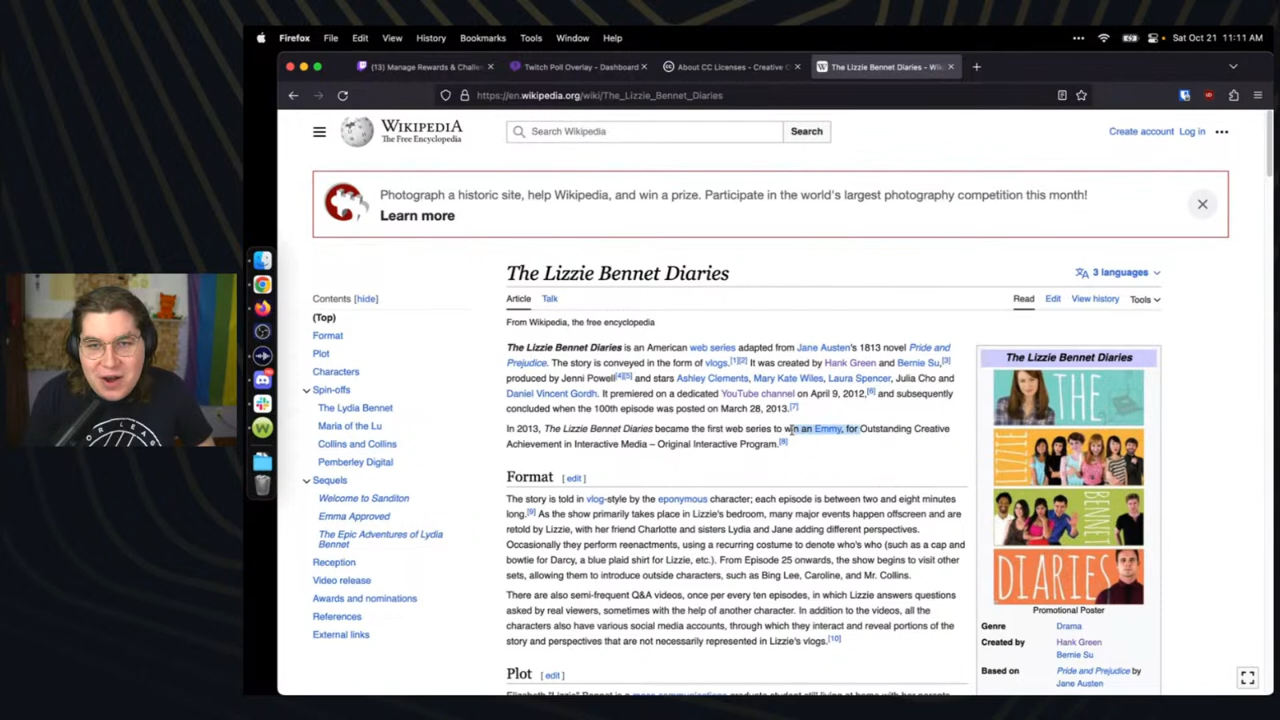 Firefox File Edit View History Bookmarks Tools Window Help
Sat Oct 21 11:11 AM
(13) Manage Rewards & Challe
Twitch Poll Overlay - Dashboard
About CC Licenses - Creative C
The Lizzie Bennet Diaries - Wik
https://en.wikipedia.org/wiki/The_Lizzie_Bennet_Diaries
WIKIPEDIA
The Free Encyclopedia
Search Wikipedia
Search
Create account Log in
Photograph a historic site, help Wikipedia, and win a prize. Participate in the world's largest photography competition this month!
Learn more
The Lizzie Bennet Diaries
3 languages
Contents [hide]
(Top)
Format
Plot
Characters
Spin-offs
The Lydia Bennet
Maria of the Lu
Collins and Collins
Pemberley Digital
Sequels
Welcome to Sanditon
Emma Approved
The Epic Adventures of Lydia
Bennet
Reception
Video release
Awards and nominations
References
External links
Article Talk
Read Edit View history Tools
From Wikipedia, the free encyclopedia
The Lizzie Bennet Diaries is an American web series adapted from Jane Austen's 1813 novel Pride and
Prejudice. The story is conveyed in the form of vlogs.[1][2] It was created by Hank Green and Bernie Su,[3]
produced by Jenni Powell[4][5] and stars Ashley Clements, Mary Kate Wiles, Laura Spencer, Julia Cho and
Daniel Vincent Gordh. It premiered on a dedicated YouTube channel on April 9, 2012,[6] and subsequently
concluded when the 100th episode was posted on March 28, 2013.[7]
In 2013, The Lizzie Bennet Diaries became the first web series to win an Emmy, for Outstanding Creative
Achievement in Interactive Media – Original Interactive Program.[8]
Format [ edit ]
The story is told in vlog-style by the eponymous character; each episode is between two and eight minutes
long.[9] As the show primarily takes place in Lizzie's bedroom, many major events happen offscreen and are
retold by Lizzie, with her friend Charlotte and sisters Lydia and Jane adding different perspectives.
Occasionally they perform reenactments, using a recurring costume to denote who's who (such as a cap and
bowtie for Darcy, a blue plaid shirt for Lizzie, etc.). From Episode 25 onwards, the show begins to visit other
sets, allowing them to introduce outside characters, such as Bing Lee, Caroline, and Mr. Collins.
There are also semi-frequent Q&A videos, once per every ten episodes, in which Lizzie answers questions
asked by real viewers, sometimes with the help of another character. In addition to the videos, all the
characters also have various social media accounts, through which they interact and reveal portions of the
story and perspectives that are not necessarily represented in Lizzie's vlogs.[10]
Plot [ edit ]
The Lizzie Bennet Diaries
THE
LIZZIE
BENNET
DIARIES
Promotional Poster
Genre Drama
Created by Hank Green
Bernie Su
Based on Pride and Prejudice by
Jane Austen